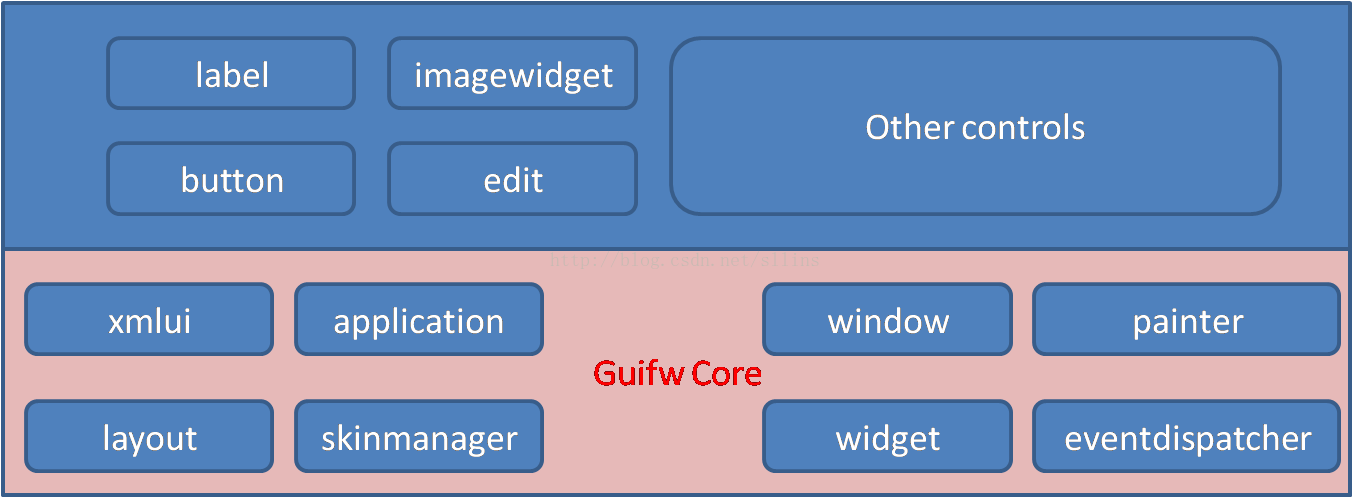 label
imagewidget
Other controls
button
edit
http://blog.csdn.net/sllins
xmlui
application
window
painter
Guifw Core
layout
skinmanager
widget
eventdispatcher